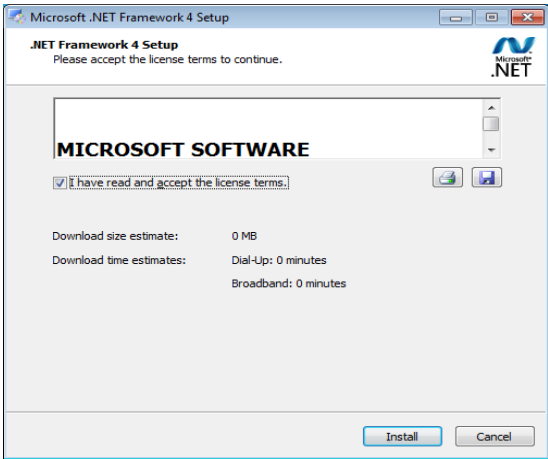 Microsoft .NET Framework 4 Setup
.NET Framework 4 Setup
Please accept the license terms to continue.
Microsoft
.NET
MICROSOFT SOFTWARE
I have read and accept the license terms.
Download size estimate: 0 MB
Download time estimates: Dial-Up: 0 minutes
Broadband: 0 minutes
Install Cancel